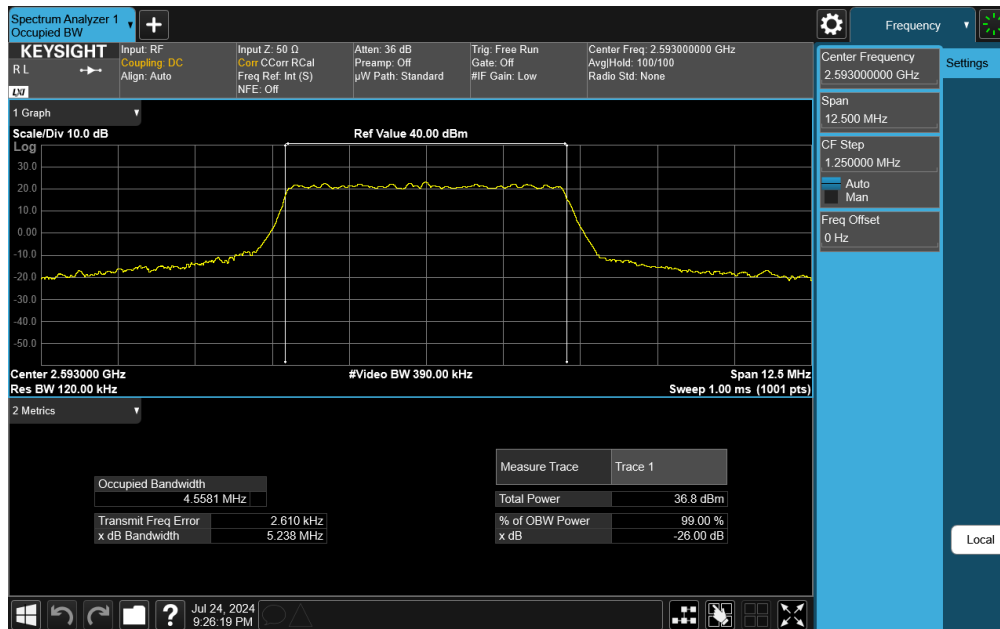 Spectrum Analyzer 1
Occupied BW
Frequency
KEYSIGHT
R L
LXI
Input: RF
Coupling: DC
Align: Auto
Input Z: 50 Ω
Corr CCorr RCal
Freq Ref: Int (S)
NFE: Off
Atten: 36 dB
Preamp: Off
µW Path: Standard
Trig: Free Run
Gate: Off
#IF Gain: Low
Center Freq: 2.593000000 GHz
Avg|Hold: 100/100
Radio Std: None
Center Frequency
2.593000000 GHz
Settings
Span
12.500 MHz
CF Step
1.250000 MHz
Auto
Man
Freq Offset
0 Hz
Local
1 Graph
Scale/Div 10.0 dB
Ref Value 40.00 dBm
Log
30.0
20.0
10.0
0.00
-10.0
-20.0
-30.0
-40.0
-50.0
Center 2.593000 GHz
#Video BW 390.00 kHz
Span 12.5 MHz
Res BW 120.00 kHz
Sweep 1.00 ms (1001 pts)
2 Metrics
Measure Trace
Trace 1
Occupied Bandwidth
4.5581 MHz
Total Power
36.8 dBm
Transmit Freq Error
2.610 kHz
% of OBW Power
99.00 %
x dB Bandwidth
5.238 MHz
x dB
-26.00 dB
?
Jul 24, 2024
9:26:19 PM